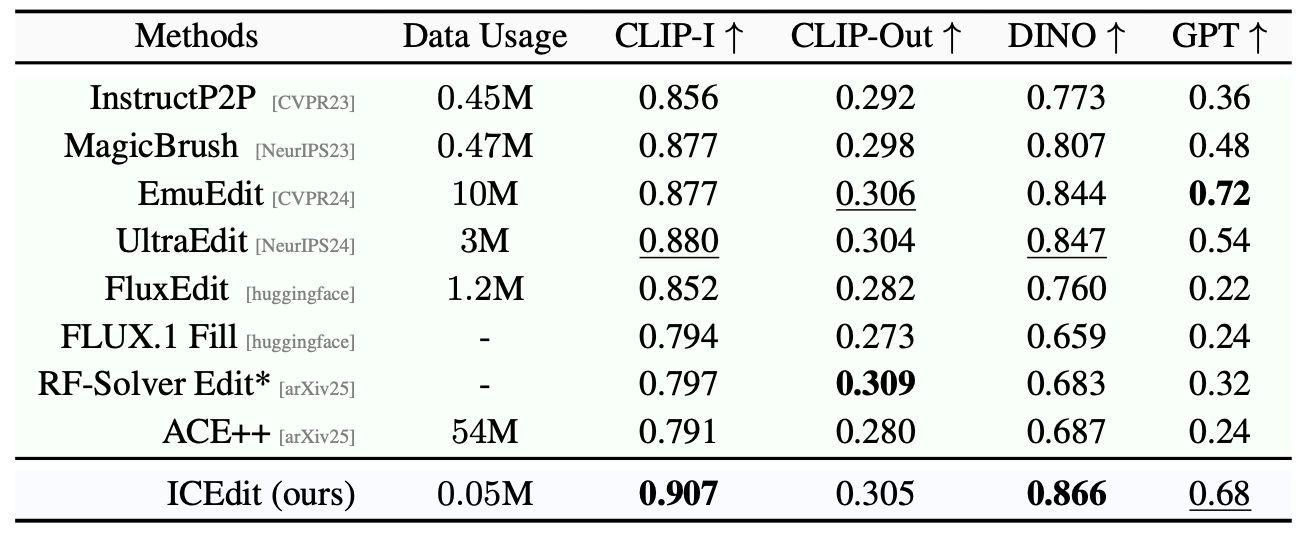 Methods Data Usage CLIP-I ↑ CLIP-Out ↑ DINO ↑ GPT ↑
InstructP2P [CVPR23] 0.45M 0.856 0.292 0.773 0.36
MagicBrush [NeurIPS23] 0.47M 0.877 0.298 0.807 0.48
EmuEdit [CVPR24] 10M 0.877 0.306 0.844 0.72
UltraEdit [NeurIPS24] 3M 0.880 0.304 0.847 0.54
FluxEdit [huggingface] 1.2M 0.852 0.282 0.760 0.22
FLUX.1 Fill [huggingface] - 0.794 0.273 0.659 0.24
RF-Solver Edit* [arXiv25] - 0.797 0.309 0.683 0.32
ACE++ [arXiv25] 54M 0.791 0.280 0.687 0.24
ICEdit (ours) 0.05M 0.907 0.305 0.866 0.68